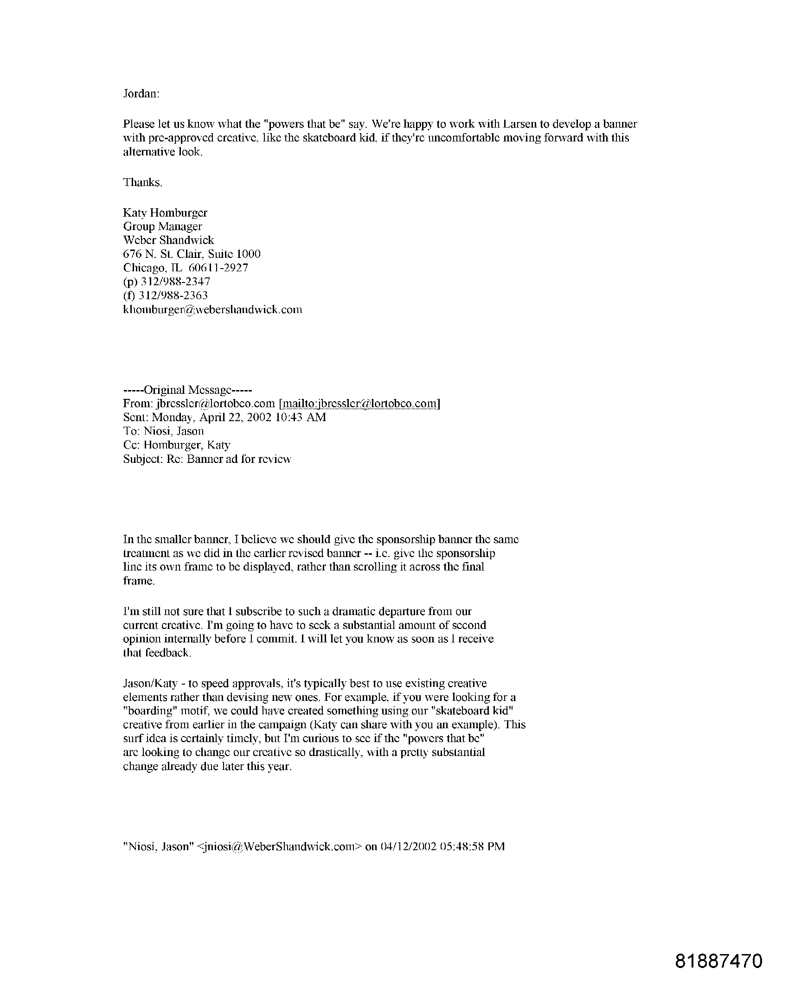 Jordan:
Please let us know what the "powers that be" say. We're happy to work with Larsen to develop a banner
with pre-approved creative, like the skateboard kid, if they're uncomfortable moving forward with this
alternative look.
Thanks.
Katy Homburger
Group Manager
Weber Shandwick
676 N. St. Clair, Suite 1000
Chicago, IL 60611-2927
(p) 312/988-2347
(f) 312/988-2363
khomburger@webershandwick.com
-----Original Message-----
From: jbressler@lortobco.com [mailto:jbressler@lortobco.com]
Sent: Monday, April 22, 2002 10:43 AM
To: Niosi, Jason
Cc: Homburger, Katy
Subject: Re: Banner ad for review
In the smaller banner, I believe we should give the sponsorship banner the same
treatment as we did in the earlier revised banner -- i.e. give the sponsorship
line its own frame to be displayed, rather than scrolling it across the final
frame.
I'm still not sure that I subscribe to such a dramatic departure from our
current creative. I'm going to have to seek a substantial amount of second
opinion internally before I commit. I will let you know as soon as I receive
that feedback.
Jason/Katy - to speed approvals, it's typically best to use existing creative
elements rather than devising new ones. For example, if you were looking for a
"boarding" motif, we could have created something using our "skateboard kid"
creative from earlier in the campaign (Katy can share with you an example). This
surf idea is certainly timely, but I'm curious to see if the "powers that be"
are looking to change our creative so drastically, with a pretty substantial
change already due later this year.
"Niosi, Jason" <jniosi@WeberShandwick.com> on 04/12/2002 05:48:58 PM
81887470